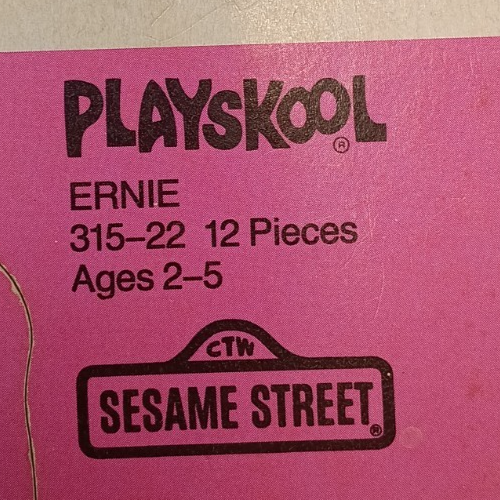 PLAYSKOOL®
ERNIE
315–22 12 Pieces
Ages 2–5
CTW
SESAME STREET®